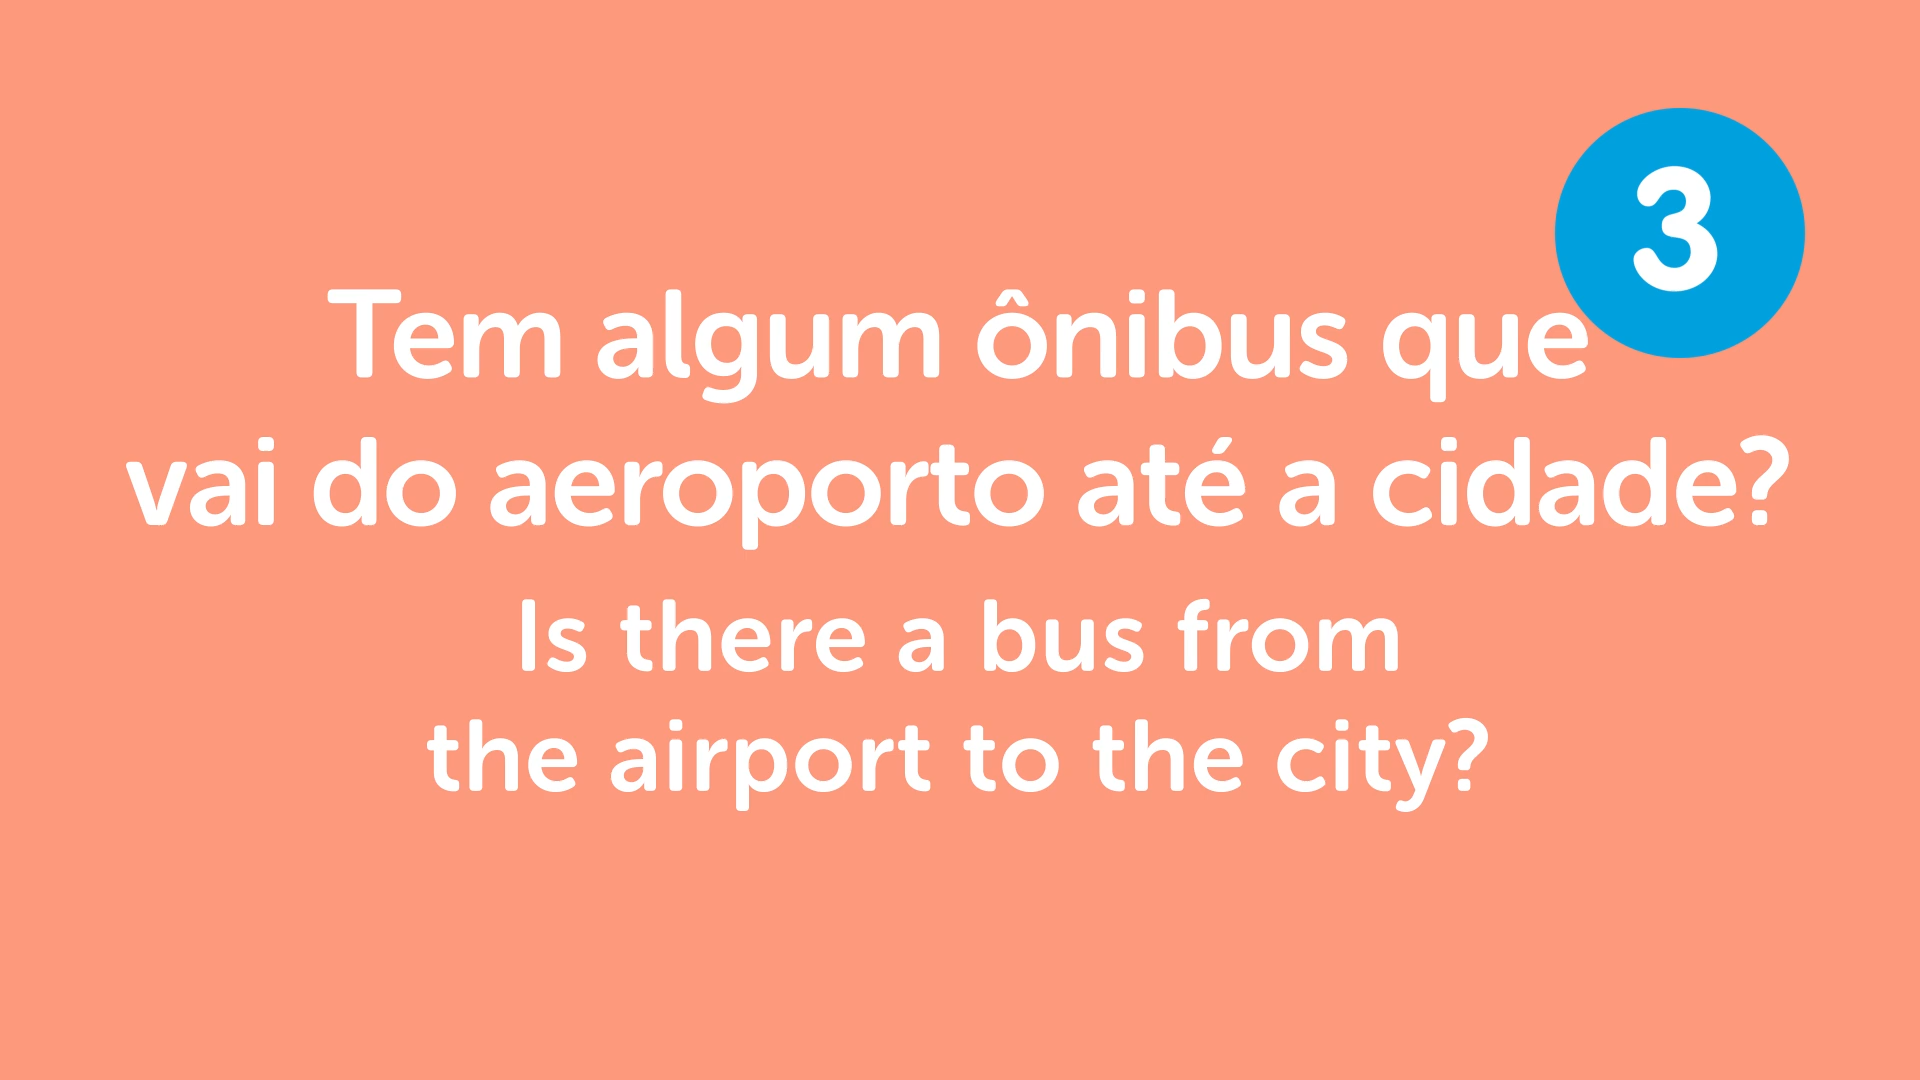 3
Tem algum ônibus que
vai do aeroporto até a cidade?
Is there a bus from
the airport to the city?